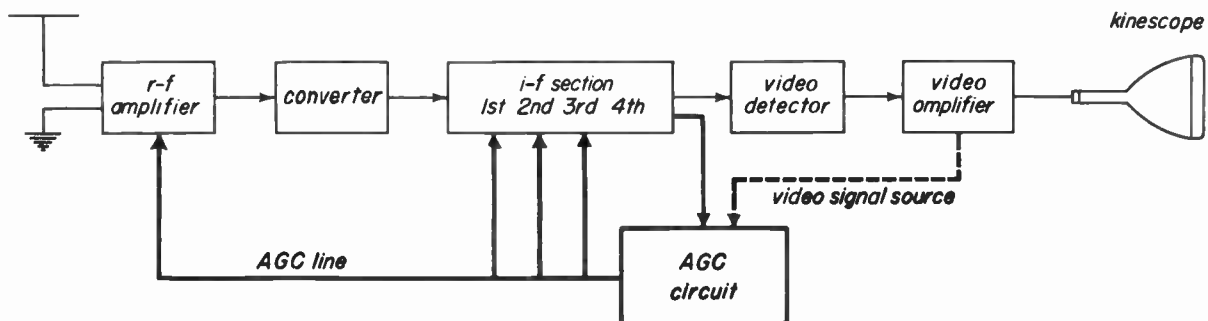 kinescope
r-f
amplifier
converter
i-f section
1st 2nd 3rd 4th
video
detector
video
amplifier
video signal source
AGC line
AGC
circuit